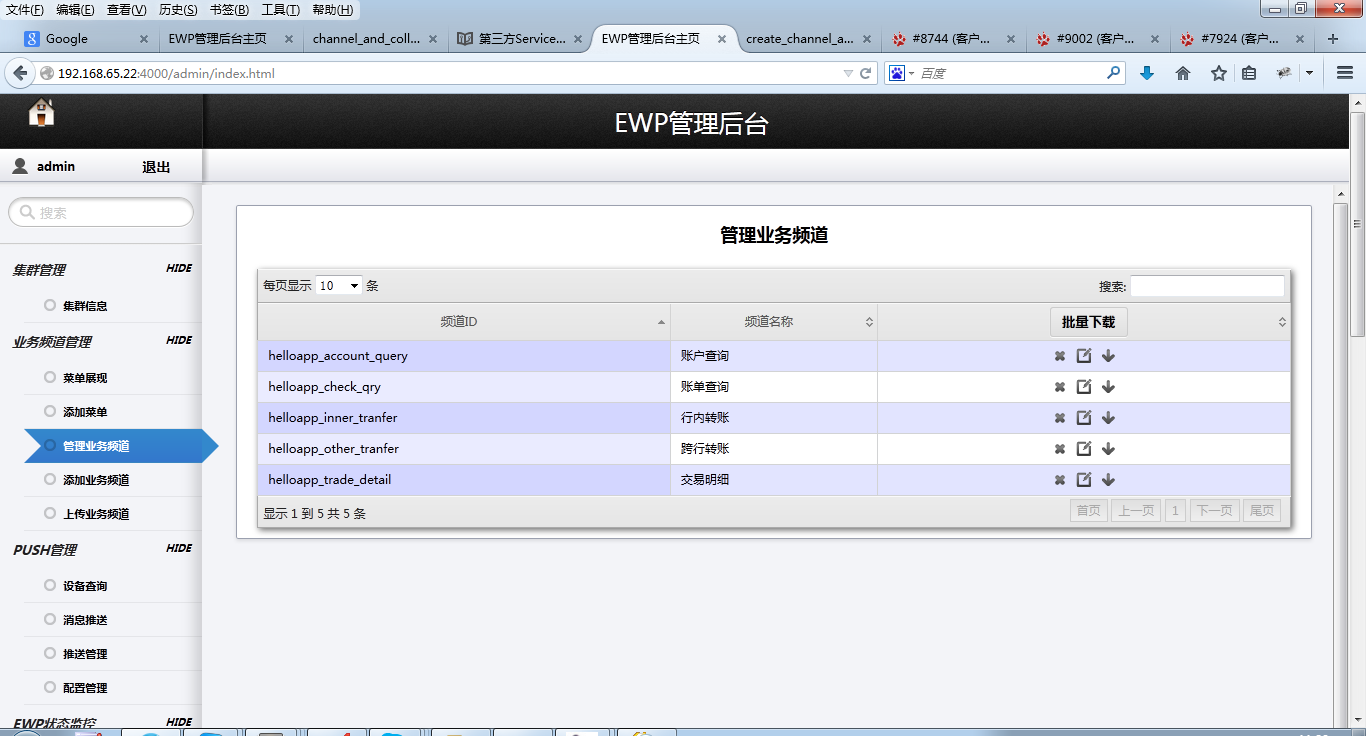 文件(F) 编辑(E) 查看(V) 历史(S) 书签(B) 工具(T) 帮助(H)
Google EWP管理后台主页 channel_and_coll... 第三方Service... EWP管理后台主页 create_channel_a... #8744 (客户... #9002 (客户... #7924 (客户...
192.168.65.22:4000/admin/index.html 百度
EWP管理后台
admin 退出
搜索
集群管理 HIDE
集群信息
业务频道管理 HIDE
菜单展现
添加菜单
管理业务频道
添加业务频道
上传业务频道
PUSH管理 HIDE
设备查询
消息推送
推送管理
配置管理
EWP状态监控 HIDE
管理业务频道
每页显示 10 条 搜索:
频道ID 频道名称 批量下载
helloapp_account_query 账户查询
helloapp_check_qry 账单查询
helloapp_inner_tranfer 行内转账
helloapp_other_tranfer 跨行转账
helloapp_trade_detail 交易明细
显示 1 到 5 共 5 条 首页 上一页 1 下一页 尾页